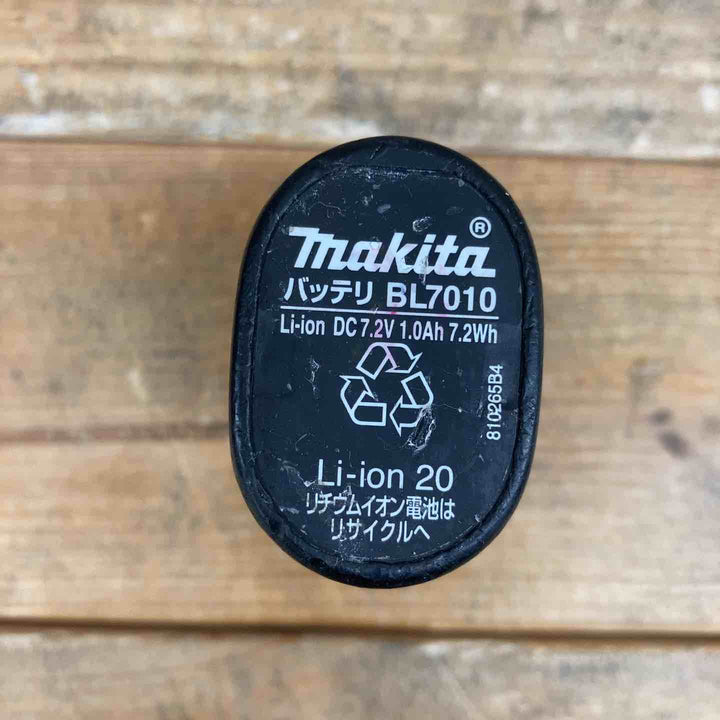 makita®
バッテリ BL7010
Li-ion DC 7.2V 1.0Ah 7.2Wh
810265B4
Li-ion 20
リチウムイオン電池は
リサイクルへ